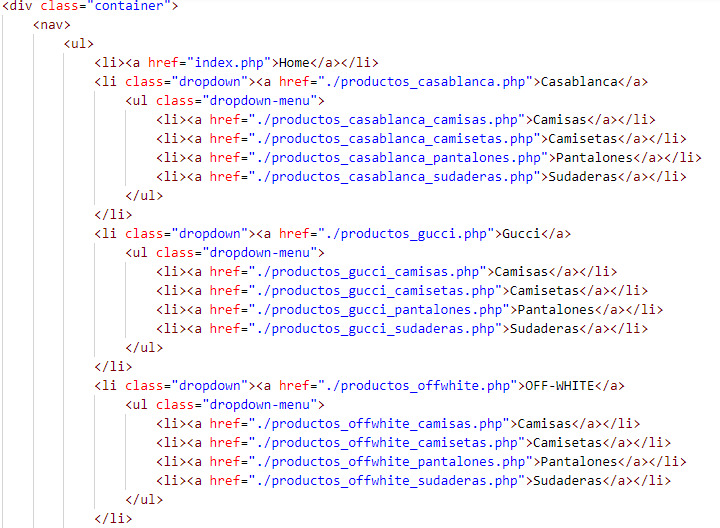 <div class="container">
<nav>
<ul>
<li><a href="index.php">Home</a></li>
<li class="dropdown"><a href="./productos_casablanca.php">Casablanca</a>
<ul class="dropdown-menu">
<li><a href="./productos_casablanca_camisas.php">Camisas</a></li>
<li><a href="./productos_casablanca_camisetas.php">Camisetas</a></li>
<li><a href="./productos_casablanca_pantalones.php">Pantalones</a></li>
<li><a href="./productos_casablanca_sudaderas.php">Sudaderas</a></li>
</ul>
</li>
<li class="dropdown"><a href="./productos_gucci.php">Gucci</a>
<ul class="dropdown-menu">
<li><a href="./productos_gucci_camisas.php">Camisas</a></li>
<li><a href="./productos_gucci_camisetas.php">Camisetas</a></li>
<li><a href="./productos_gucci_pantalones.php">Pantalones</a></li>
<li><a href="./productos_gucci_sudaderas.php">Sudaderas</a></li>
</ul>
</li>
<li class="dropdown"><a href="./productos_offwhite.php">OFF-WHITE</a>
<ul class="dropdown-menu">
<li><a href="./productos_offwhite_camisas.php">Camisas</a></li>
<li><a href="./productos_offwhite_camisetas.php">Camisetas</a></li>
<li><a href="./productos_offwhite_pantalones.php">Pantalones</a></li>
<li><a href="./productos_offwhite_sudaderas.php">Sudaderas</a></li>
</ul>
</li>